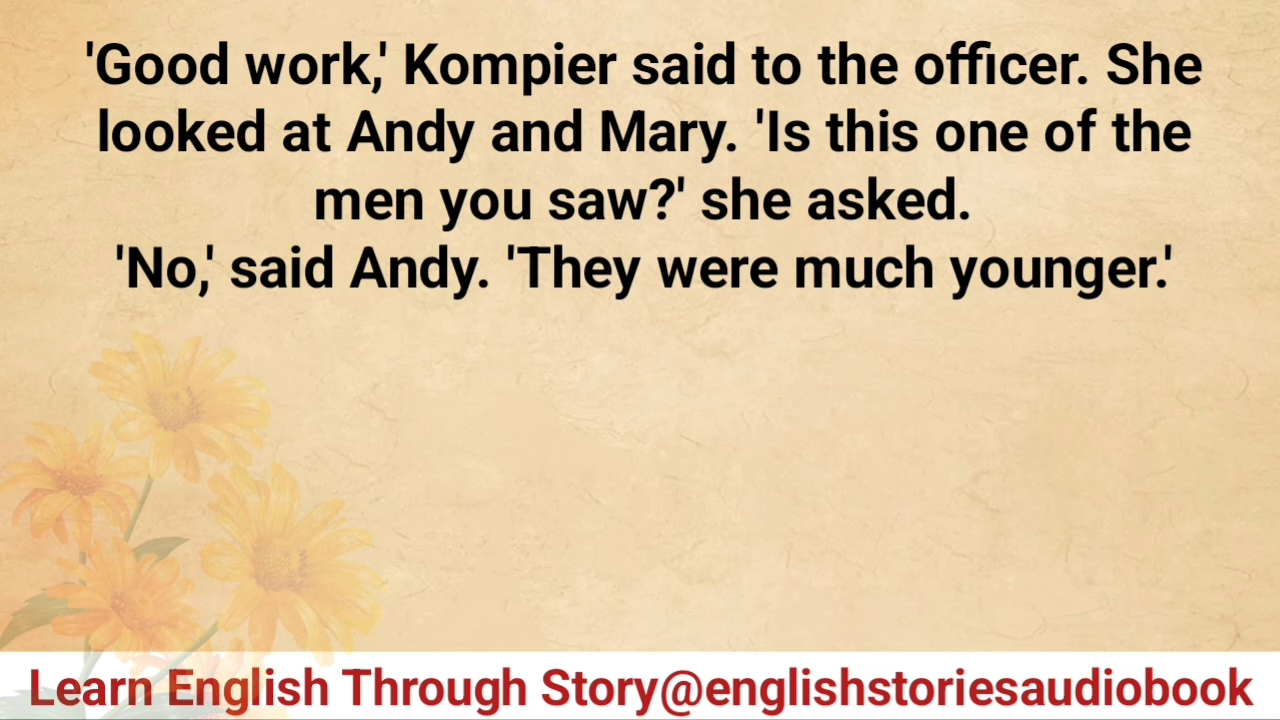 'Good work,' Kompier said to the officer. She
looked at Andy and Mary. 'Is this one of the
men you saw?' she asked.
'No,' said Andy. 'They were much younger.'
Learn English Through Story@englishstoriesaudiobook